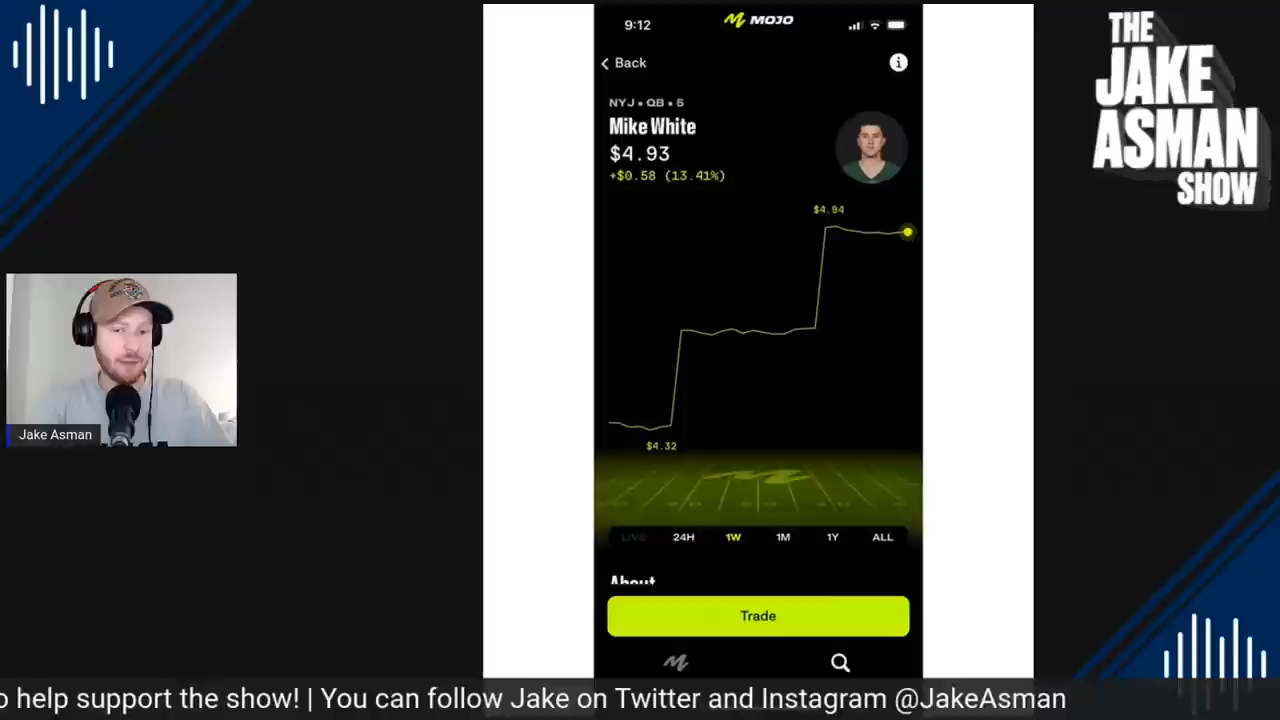 9:12
MOJO
Back
i
NYJ • QB • 5
Mike White
$4.93
+$0.58 (13.41%)
$4.94
$4.32
LIVE 24H 1W 1M 1Y ALL
About
Trade
THE
JAKE
ASMAN
SHOW
Jake Asman
o help support the show! | You can follow Jake on Twitter and Instagram @JakeAsman